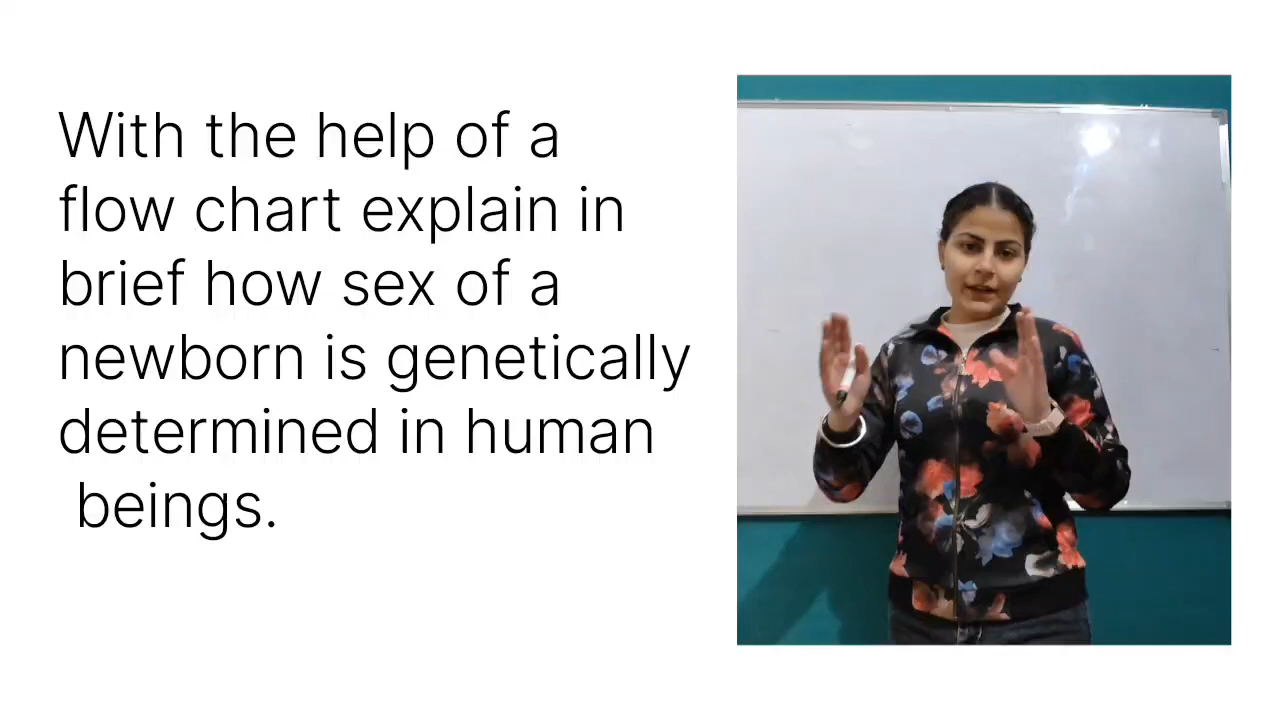 With the help of a
flow chart explain in
brief how sex of a
newborn is genetically
determined in human
beings.